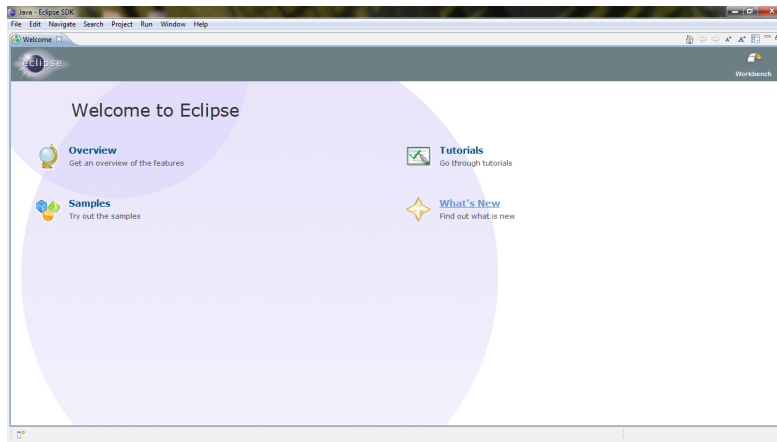 Java - Eclipse SDK
File Edit Navigate Search Project Run Window Help
Welcome
eclipse
Workbench
Welcome to Eclipse
Overview
Get an overview of the features
Tutorials
Go through tutorials
Samples
Try out the samples
What's New
Find out what is new